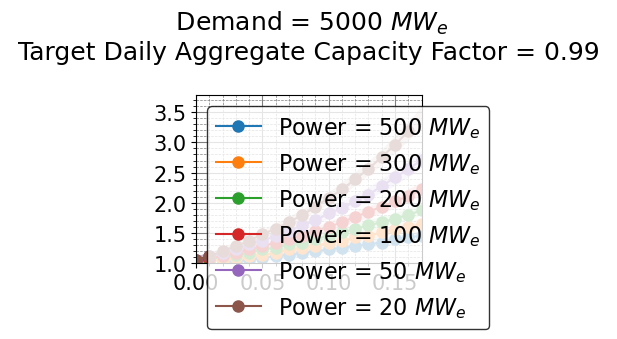 Demand = 5000 MWe
Target Daily Aggregate Capacity Factor = 0.99
3.5
3.0
2.5
2.0
1.5
1.0
0.00 0.05 0.10 0.15
Power = 500 MWe
Power = 300 MWe
Power = 200 MWe
Power = 100 MWe
Power = 50 MWe
Power = 20 MWe